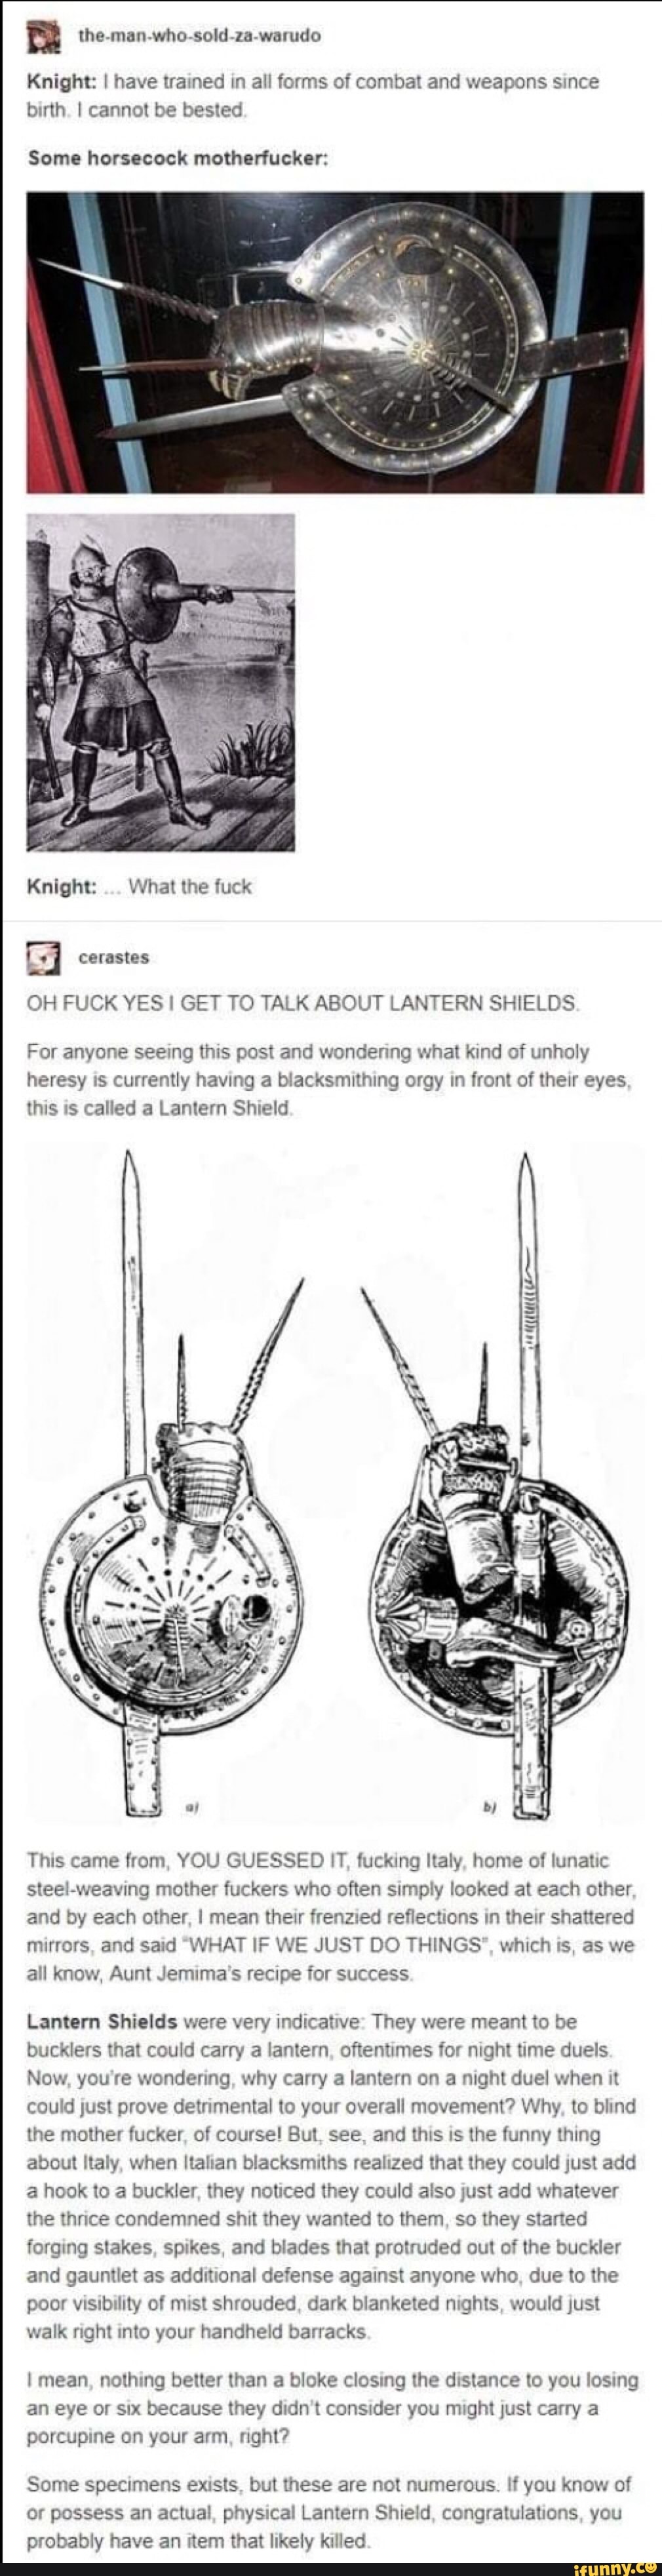 the-man-who-sold-za-warudo
Knight: I have trained in all forms of combat and weapons since
birth. I cannot be bested.
Some horsecock motherfucker:
Knight: ... What the fuck
cerastes
OH FUCK YES I GET TO TALK ABOUT LANTERN SHIELDS.
For anyone seeing this post and wondering what kind of unholy
heresy is currently having a blacksmithing orgy in front of their eyes,
this is called a Lantern Shield.
a)
b)
This came from, YOU GUESSED IT, fucking Italy, home of lunatic
steel-weaving mother fuckers who often simply looked at each other,
and by each other, I mean their frenzied reflections in their shattered
mirrors, and said "WHAT IF WE JUST DO THINGS", which is, as we
all know, Aunt Jemima's recipe for success.
Lantern Shields were very indicative: They were meant to be
bucklers that could carry a lantern, oftentimes for night time duels.
Now, you're wondering, why carry a lantern on a night duel when it
could just prove detrimental to your overall movement? Why, to blind
the mother fucker, of course! But, see, and this is the funny thing
about Italy, when Italian blacksmiths realized that they could just add
a hook to a buckler, they noticed they could also just add whatever
the thrice condemned shit they wanted to them, so they started
forging stakes, spikes, and blades that protruded out of the buckler
and gauntlet as additional defense against anyone who, due to the
poor visibility of mist shrouded, dark blanketed nights, would just
walk right into your handheld barracks.
I mean, nothing better than a bloke closing the distance to you losing
an eye or six because they didn't consider you might just carry a
porcupine on your arm, right?
Some specimens exists, but these are not numerous. If you know of
or possess an actual, physical Lantern Shield, congratulations, you
probably have an item that likely killed.
ifunny.co